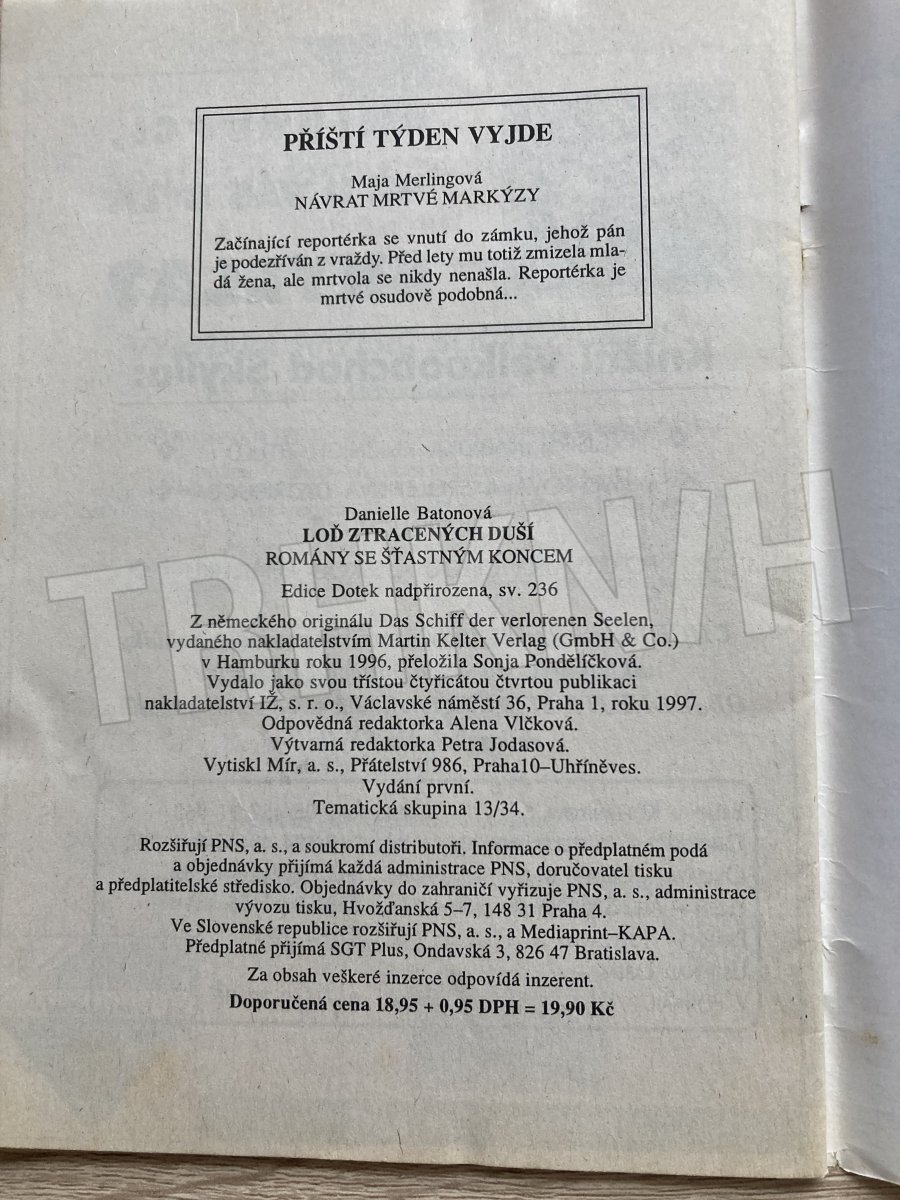 PŘÍŠTÍ TÝDEN VYJDE
Maja Merlingová
NÁVRAT MRTVÉ MARKÝZY
Začínající reportérka se vnutí do zámku, jehož pán
je podezříván z vraždy. Před lety mu totiž zmizela mla-
dá žena, ale mrtvola se nikdy nenašla. Reportérka je
mrtvé osudově podobná...
Danielle Batonová
LOĎ ZTRACENÝCH DUŠÍ
ROMÁNY SE ŠŤASTNÝM KONCEM
Edice Dotek nadpřirozena, sv. 236
Z německého originálu Das Schiff der verlorenen Seelen,
vydaného nakladatelstvím Martin Kelter Verlag (GmbH & Co.)
v Hamburku roku 1996, přeložila Sonja Pondělíčková.
Vydalo jako svou třístou čtyřicátou čtvrtou publikaci
nakladatelství IŽ, s. r. o., Václavské náměstí 36, Praha 1, roku 1997.
Odpovědná redaktorka Alena Vlčková.
Výtvarná redaktorka Petra Jodasová.
Vytiskl Mír, a. s., Přátelství 986, Praha10–Uhříněves.
Vydání první.
Tematická skupina 13/34.
Rozšiřují PNS, a. s., a soukromí distributoři. Informace o předplatném podá
a objednávky přijímá každá administrace PNS, doručovatel tisku
a předplatitelské středisko. Objednávky do zahraničí vyřizuje PNS, a. s., administrace
vývozu tisku, Hvožďanská 5–7, 148 31 Praha 4.
Ve Slovenské republice rozšiřují PNS, a. s., a Mediaprint–KAPA.
Předplatné přijímá SGT Plus, Ondavská 3, 826 47 Bratislava.
Za obsah veškeré inzerce odpovídá inzerent.
Doporučená cena 18,95 + 0,95 DPH = 19,90 Kč
TRHKNIH